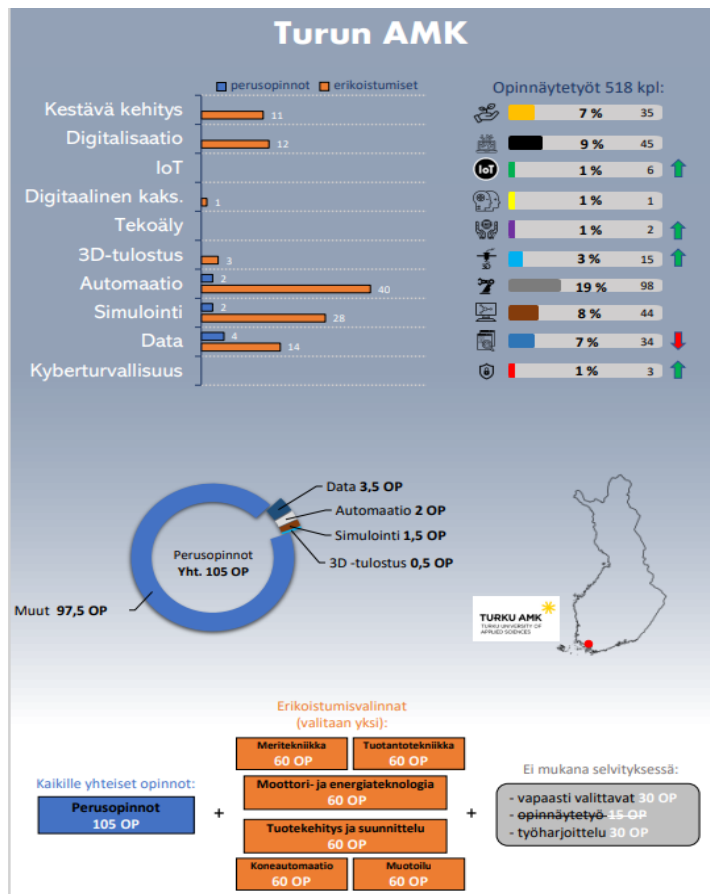 Turun AMK
perusopinnot erikoistumiset
Kestävä kehitys 11
Digitalisaatio 12
IoT
Digitaalinen kaks. 1
Tekoäly
3D-tulostus 3
Automaatio 2 40
Simulointi 2 28
Data 4 14
Kyberturvallisuus
Opinnäytetyöt 518 kpl:
7 % 35
9 % 45
IoT 1 % 6
1 % 1
1 % 2
3D 3 % 15
19 % 98
8 % 44
7 % 34
1 % 3
Data 3,5 OP
Automaatio 2 OP
Simulointi 1,5 OP
3D -tulostus 0,5 OP
Perusopinnot
Yht. 105 OP
Muut 97,5 OP
TURKU AMK
TURKU UNIVERSITY OF
APPLIED SCIENCES
Erikoistumisvalinnat
(valitaan yksi):
Meritekniikka
60 OP
Tuotantotekniikka
60 OP
Moottori- ja energiateknologia
60 OP
Tuotekehitys ja suunnittelu
60 OP
Koneautomaatio
60 OP
Muotoilu
60 OP
Kaikille yhteiset opinnot:
Perusopinnot
105 OP
+
+
Ei mukana selvityksessä:
- vapaasti valittavat 30 OP
- opinnäytetyö 15 OP
- työharjoittelu 30 OP